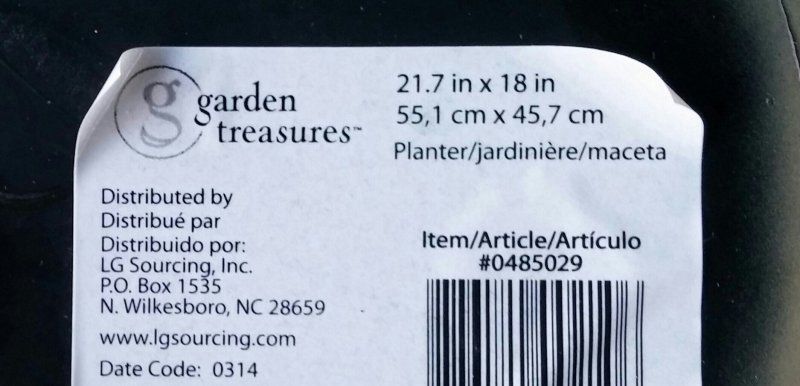 g garden
treasures™
21.7 in x 18 in
55,1 cm x 45,7 cm
Planter/jardinière/maceta
Distributed by
Distribué par
Distribuido por:
LG Sourcing, Inc.
P.O. Box 1535
N. Wilkesboro, NC 28659
www.lgsourcing.com
Date Code: 0314
Item/Article/Artículo
#0485029